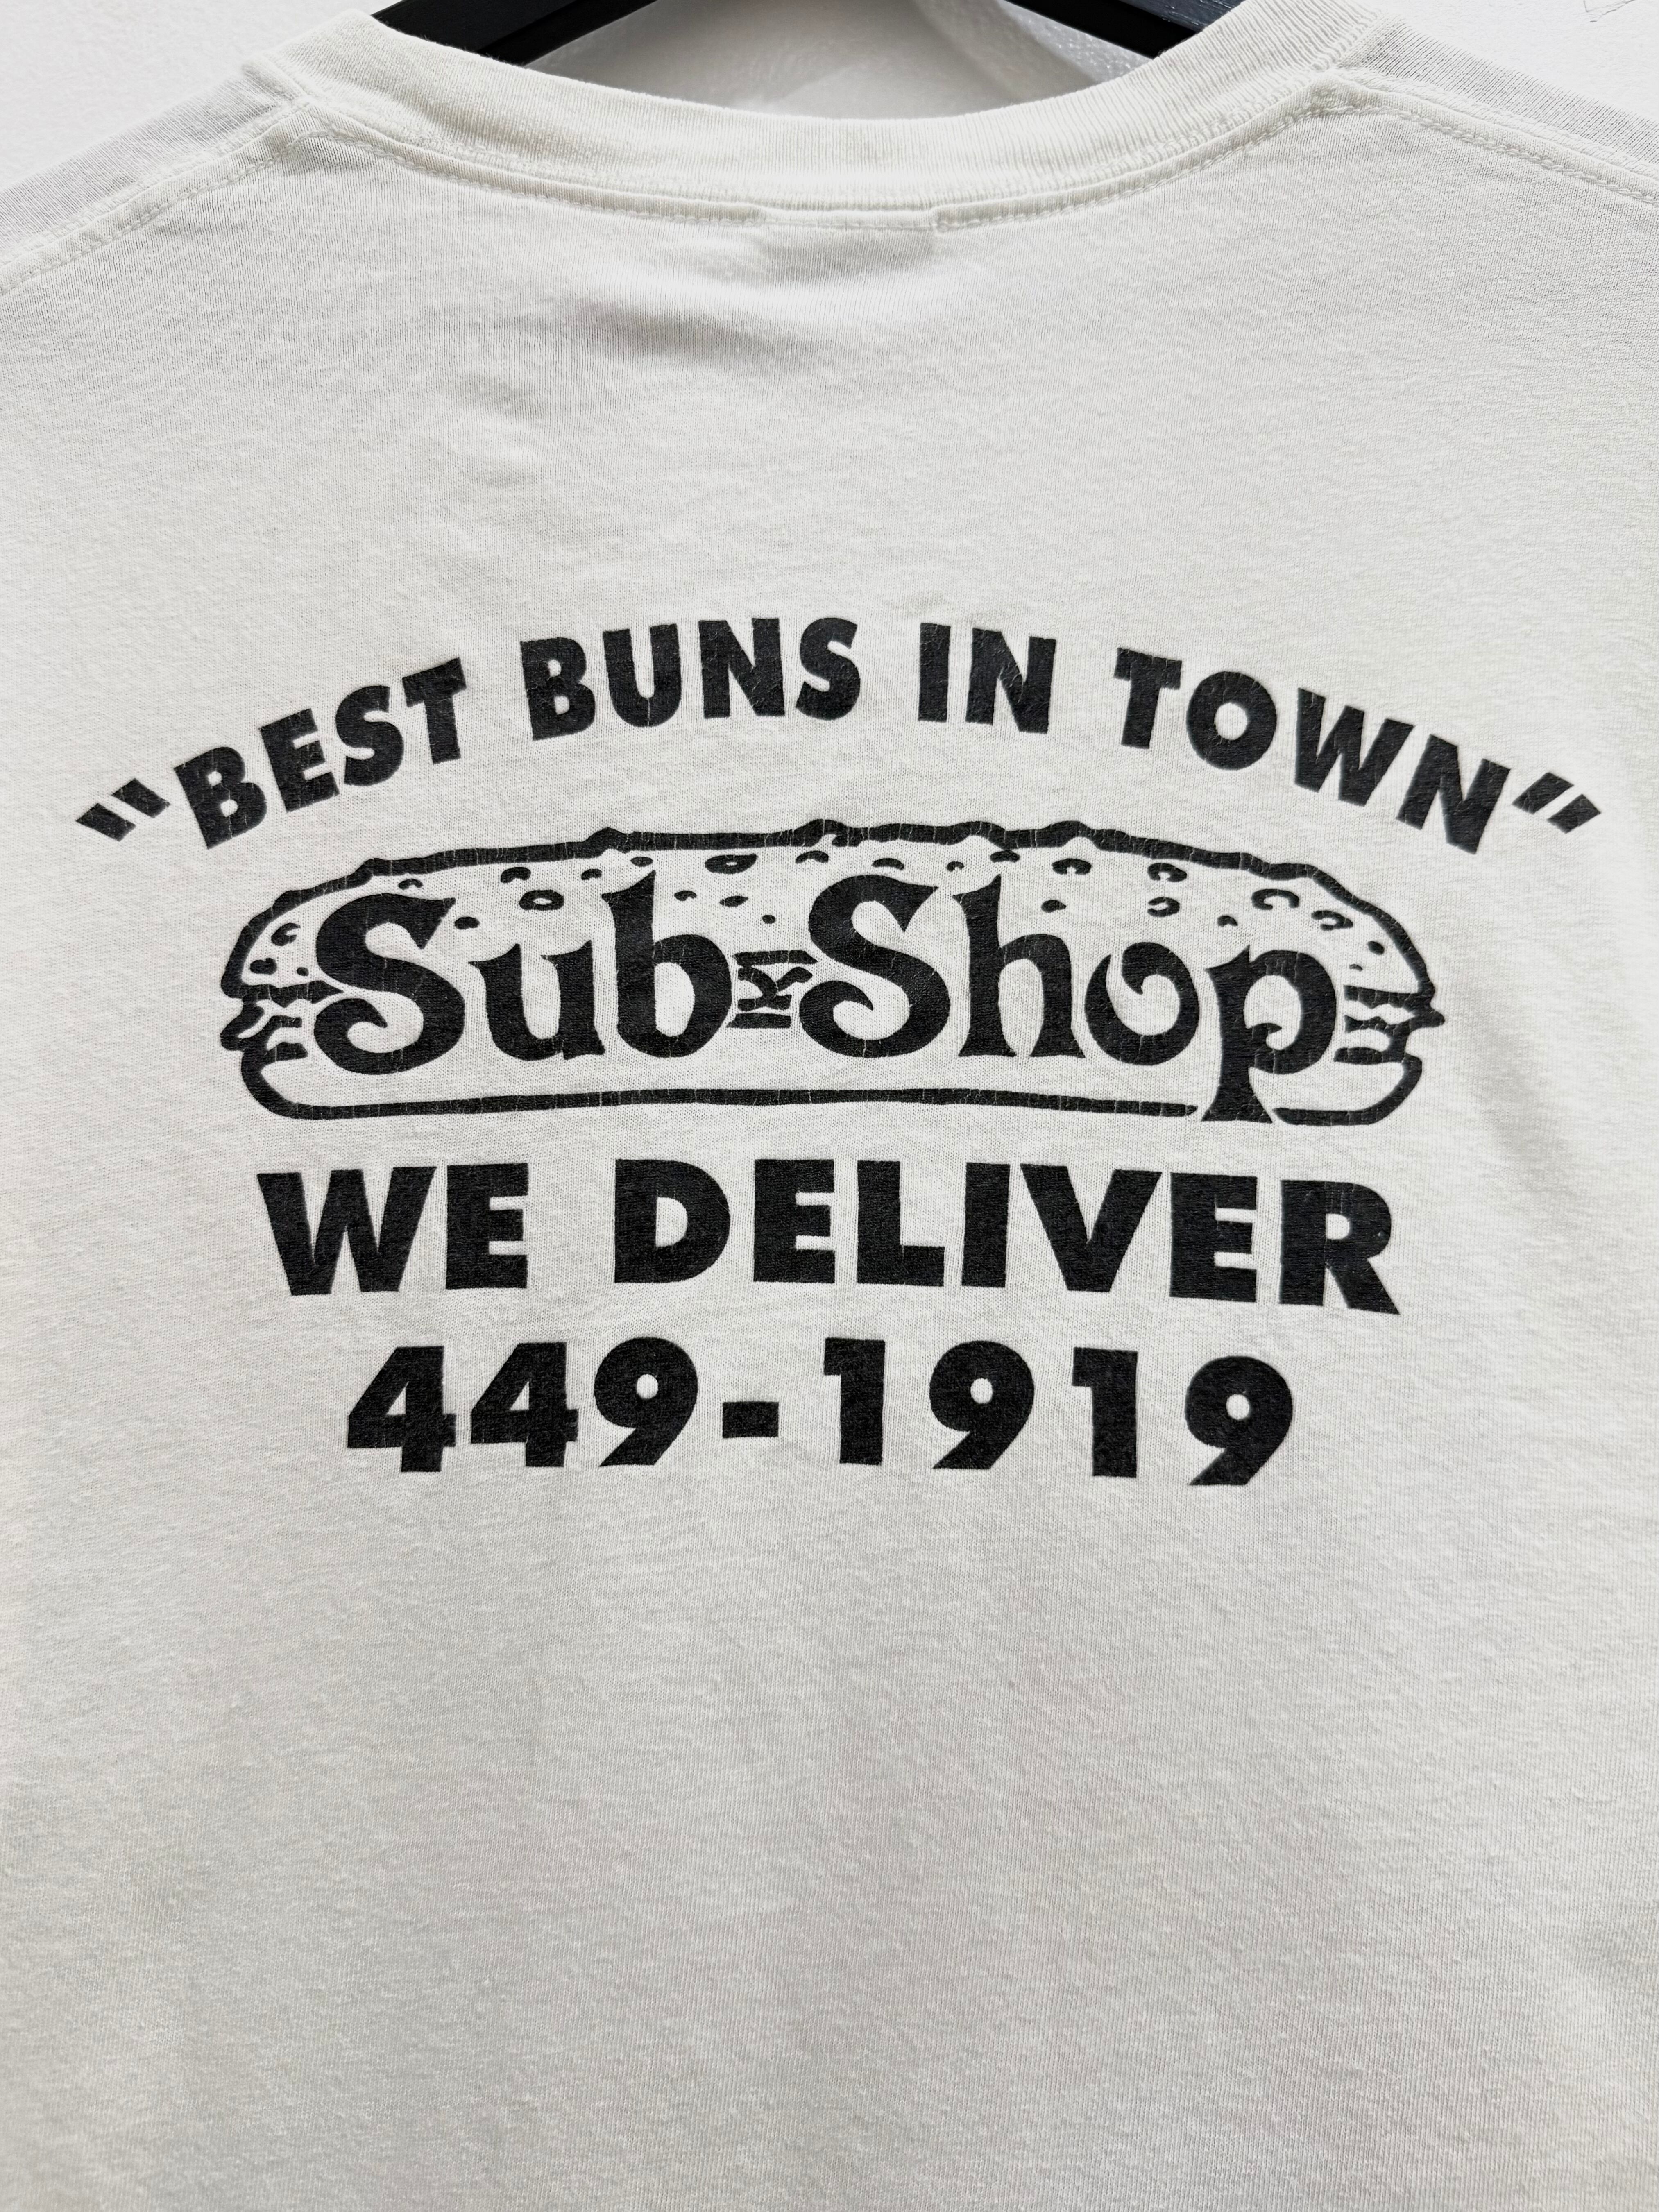 “BEST BUNS IN TOWN”
Sub-Shop
WE DELIVER
449-1919